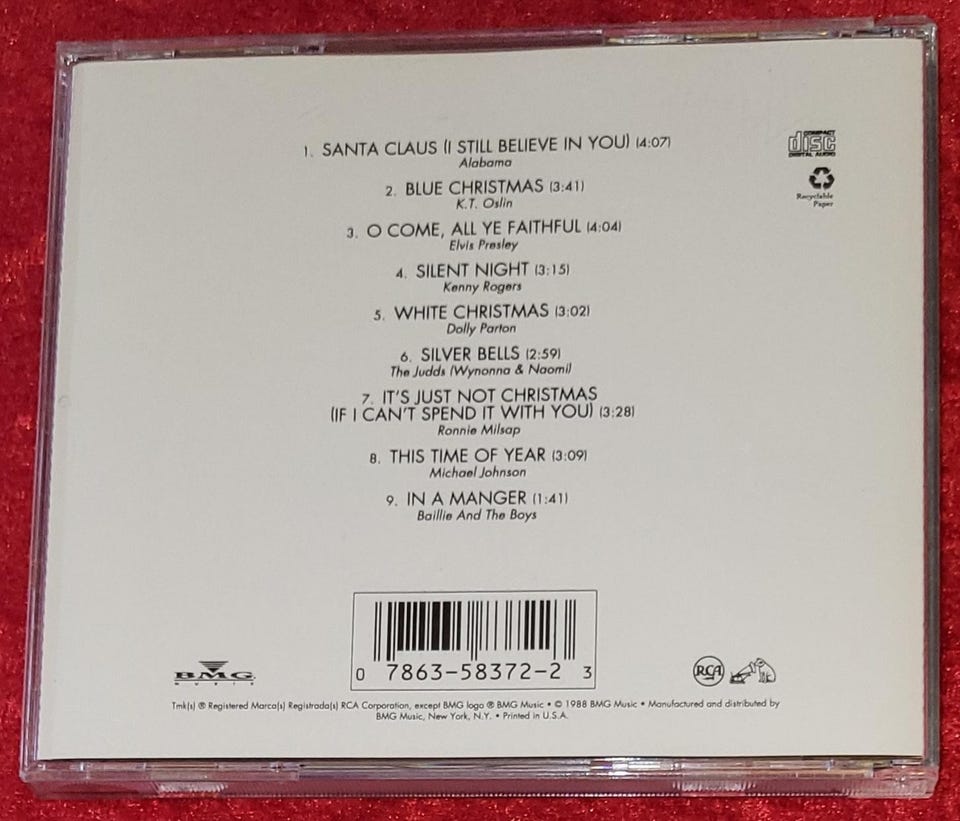 1. SANTA CLAUS (I STILL BELIEVE IN YOU) (4:07)
Alabama
2. BLUE CHRISTMAS (3:41)
K.T. Oslin
3. O COME, ALL YE FAITHFUL (4:04)
Elvis Presley
4. SILENT NIGHT (3:15)
Kenny Rogers
5. WHITE CHRISTMAS (3:02)
Dolly Parton
6. SILVER BELLS (2:59)
The Judds (Wynonna & Naomi)
7. IT'S JUST NOT CHRISTMAS
(IF I CAN'T SPEND IT WITH YOU) (3:28)
Ronnie Milsap
8. THIS TIME OF YEAR (3:09)
Michael Johnson
9. IN A MANGER (1:41)
Baillie And The Boys
COMPACT
disc
DIGITAL AUDIO
Recyclable
Paper
0 7863-58372-2 3
BMG
MUSIC
RCA
Tmk(s) ® Registered Marca(s) Registrada(s) RCA Corporation, except BMG logo ® BMG Music • © 1988 BMG Music • Manufactured and distributed by
BMG Music, New York, N.Y. • Printed in U.S.A.